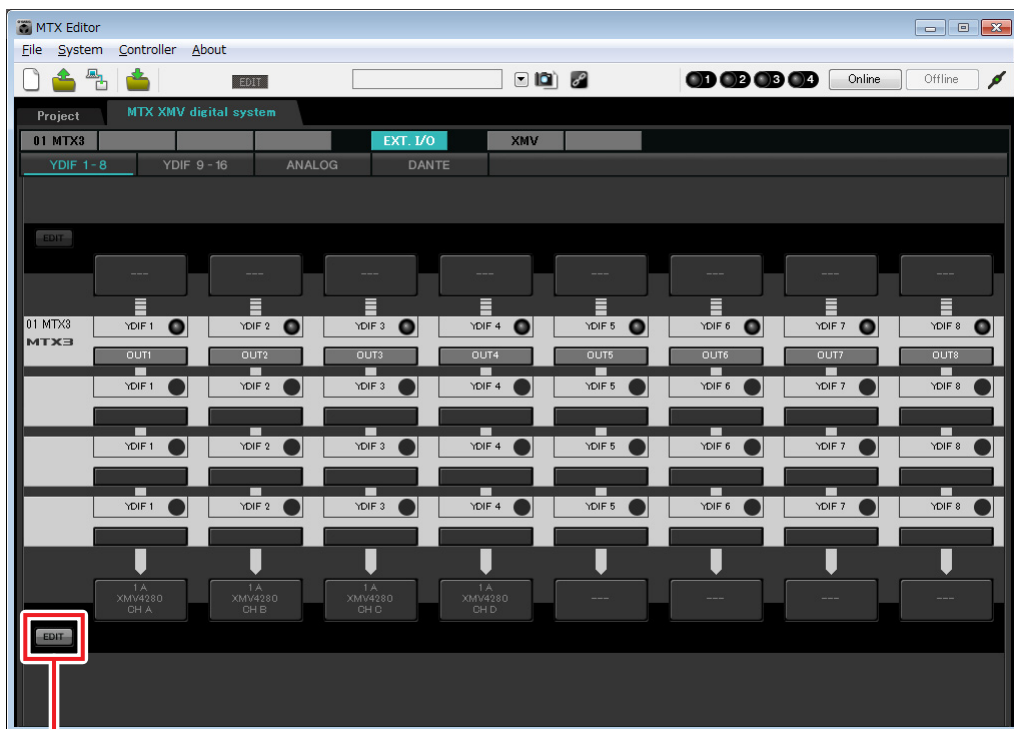 MTX Editor
File System Controller About
EDIT 1 2 3 4 Online Offline
Project MTX XMV digital system
01 MTX3 EXT. I/O XMV
YDIF 1-8 YDIF 9-16 ANALOG DANTE
EDIT
--- --- --- --- --- --- --- ---
01 MTX3 YDIF 1 YDIF 2 YDIF 3 YDIF 4 YDIF 5 YDIF 6 YDIF 7 YDIF 8
MTX3
OUT1 OUT2 OUT3 OUT4 OUT5 OUT6 OUT7 OUT8
YDIF 1 YDIF 2 YDIF 3 YDIF 4 YDIF 5 YDIF 6 YDIF 7 YDIF 8
YDIF 1 YDIF 2 YDIF 3 YDIF 4 YDIF 5 YDIF 6 YDIF 7 YDIF 8
YDIF 1 YDIF 2 YDIF 3 YDIF 4 YDIF 5 YDIF 6 YDIF 7 YDIF 8
1 A 1 A 1 A 1 A
XMV4280 XMV4280 XMV4280 XMV4280 --- --- --- ---
CH A CH B CH C CH D
EDIT